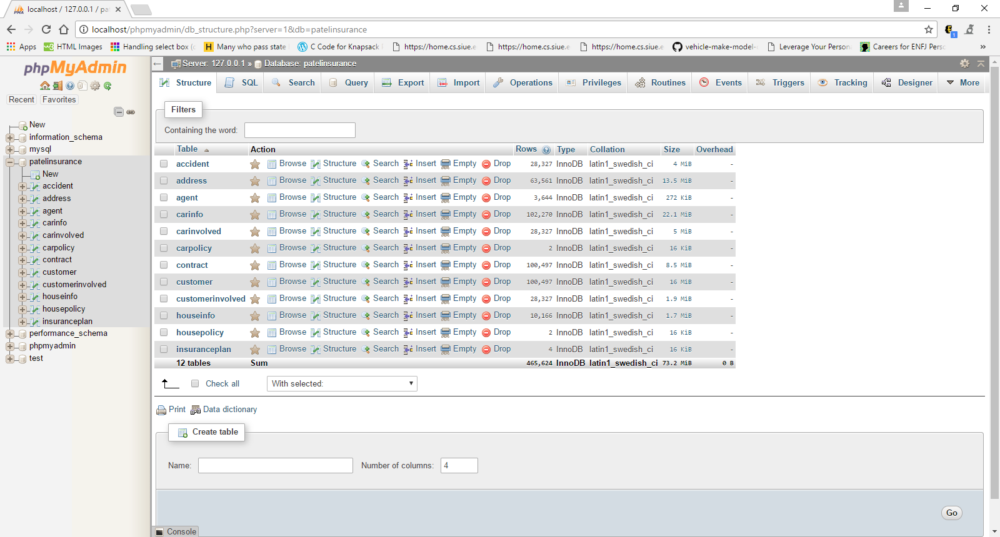 localhost / 127.0.0.1 / pa
localhost/phpmyadmin/db_structure.php?server=1&db=patelinsurance
Apps HTML Images Handling select box (c Many who pass state C Code for Knapsack https://home.cs.siue.e https://home.cs.siue.e https://home.cs.siue.e vehicle-make-model- Leverage Your Persona Careers for ENFJ Perso »
phpMyAdmin
Recent Favorites
New
information_schema
mysql
patelinsurance
New
accident
address
agent
carinfo
carinvolved
carpolicy
contract
customer
customerinvolved
houseinfo
housepolicy
insuranceplan
performance_schema
phpmyadmin
test
Server: 127.0.0.1 » Database: patelinsurance
Structure SQL Search Query Export Import Operations Privileges Routines Events Triggers Tracking Designer More
Filters
Containing the word:
Table Action Rows Type Collation Size Overhead
accident Browse Structure Search Insert Empty Drop 28,327 InnoDB latin1_swedish_ci 4 MiB -
address Browse Structure Search Insert Empty Drop 63,561 InnoDB latin1_swedish_ci 13.5 MiB -
agent Browse Structure Search Insert Empty Drop 3,644 InnoDB latin1_swedish_ci 272 KiB -
carinfo Browse Structure Search Insert Empty Drop 102,270 InnoDB latin1_swedish_ci 22.1 MiB -
carinvolved Browse Structure Search Insert Empty Drop 28,327 InnoDB latin1_swedish_ci 5 MiB -
carpolicy Browse Structure Search Insert Empty Drop 2 InnoDB latin1_swedish_ci 16 KiB -
contract Browse Structure Search Insert Empty Drop 100,497 InnoDB latin1_swedish_ci 8.5 MiB -
customer Browse Structure Search Insert Empty Drop 100,497 InnoDB latin1_swedish_ci 16 MiB -
customerinvolved Browse Structure Search Insert Empty Drop 28,327 InnoDB latin1_swedish_ci 1.9 MiB -
houseinfo Browse Structure Search Insert Empty Drop 10,166 InnoDB latin1_swedish_ci 1.7 MiB -
housepolicy Browse Structure Search Insert Empty Drop 2 InnoDB latin1_swedish_ci 16 KiB -
insuranceplan Browse Structure Search Insert Empty Drop 4 InnoDB latin1_swedish_ci 16 KiB -
12 tables Sum 465,624 InnoDB latin1_swedish_ci 73.2 MiB 0 B
Check all With selected:
Print Data dictionary
Create table
Name: Number of columns: 4
Go
Console